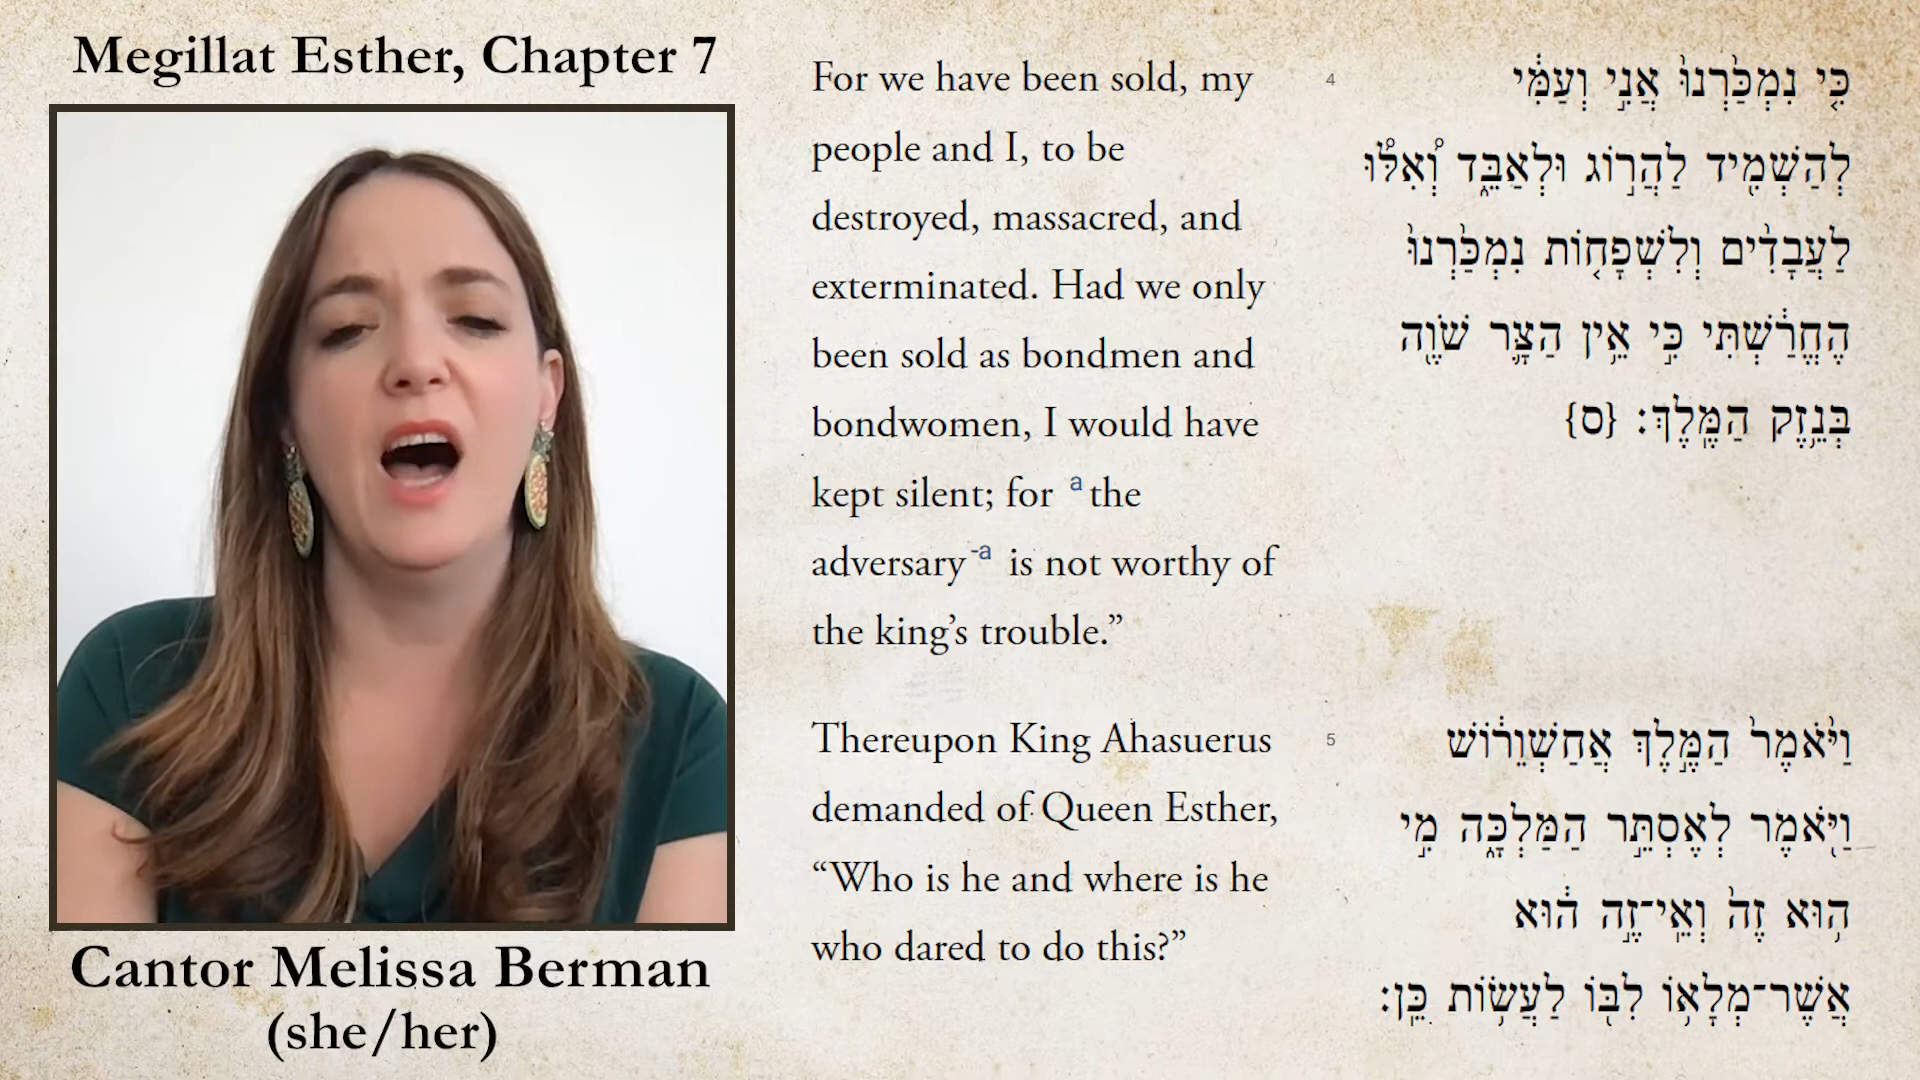 Megillat Esther, Chapter 7
Cantor Melissa Berman
(she/her)
For we have been sold, my
people and I, to be
destroyed, massacred, and
exterminated. Had we only
been sold as bondmen and
bondwomen, I would have
kept silent; for a the
adversary -a is not worthy of
the king’s trouble.”
4
כִּ֤י נִמְכַּ֙רְנוּ֙ אֲנִ֣י וְעַמִּ֔י
לְהַשְׁמִ֖יד לַהֲר֣וֹג וּלְאַבֵּ֑ד וְ֠אִלּ֠וּ
לַעֲבָדִ֨ים וְלִשְׁפָח֤וֹת נִמְכַּ֙רְנוּ֙
הֶחֱרַ֔שְׁתִּי כִּ֣י אֵ֥ין הַצָּ֛ר שֹׁוֶ֖ה
בְּנֵ֥זֶק הַמֶּֽלֶךְ׃ {ס}
Thereupon King Ahasuerus
demanded of Queen Esther,
“Who is he and where is he
who dared to do this?”
5
וַיֹּ֙אמֶר֙ הַמֶּ֣לֶךְ אֲחַשְׁוֵר֔וֹשׁ
וַיֹּ֖אמֶר לְאֶסְתֵּ֣ר הַמַּלְכָּ֑ה מִ֣י
ה֥וּא זֶה֙ וְאֵֽי־זֶ֣ה ה֔וּא
אֲשֶׁר־מְלָא֥וֹ לִבּ֖וֹ לַעֲשׂ֥וֹת כֵּֽן׃